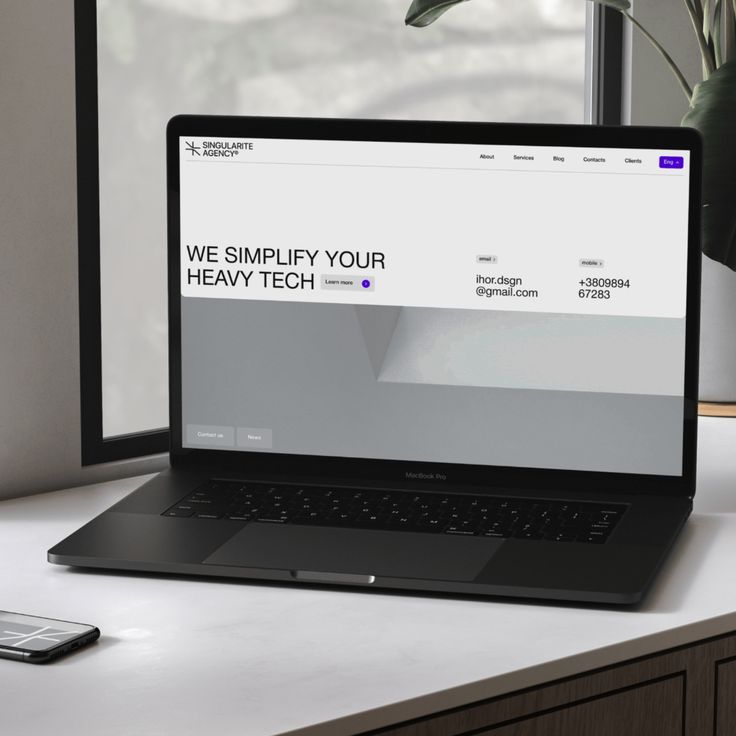 SINGULARITE
AGENCY®
About
Services
Blog
Contacts
Clients
Eng
WE SIMPLIFY YOUR
HEAVY TECH
Learn more
email
ihor.dsgn
@gmail.com
mobile
+3809894
67283
Contact us
News
MacBook Pro